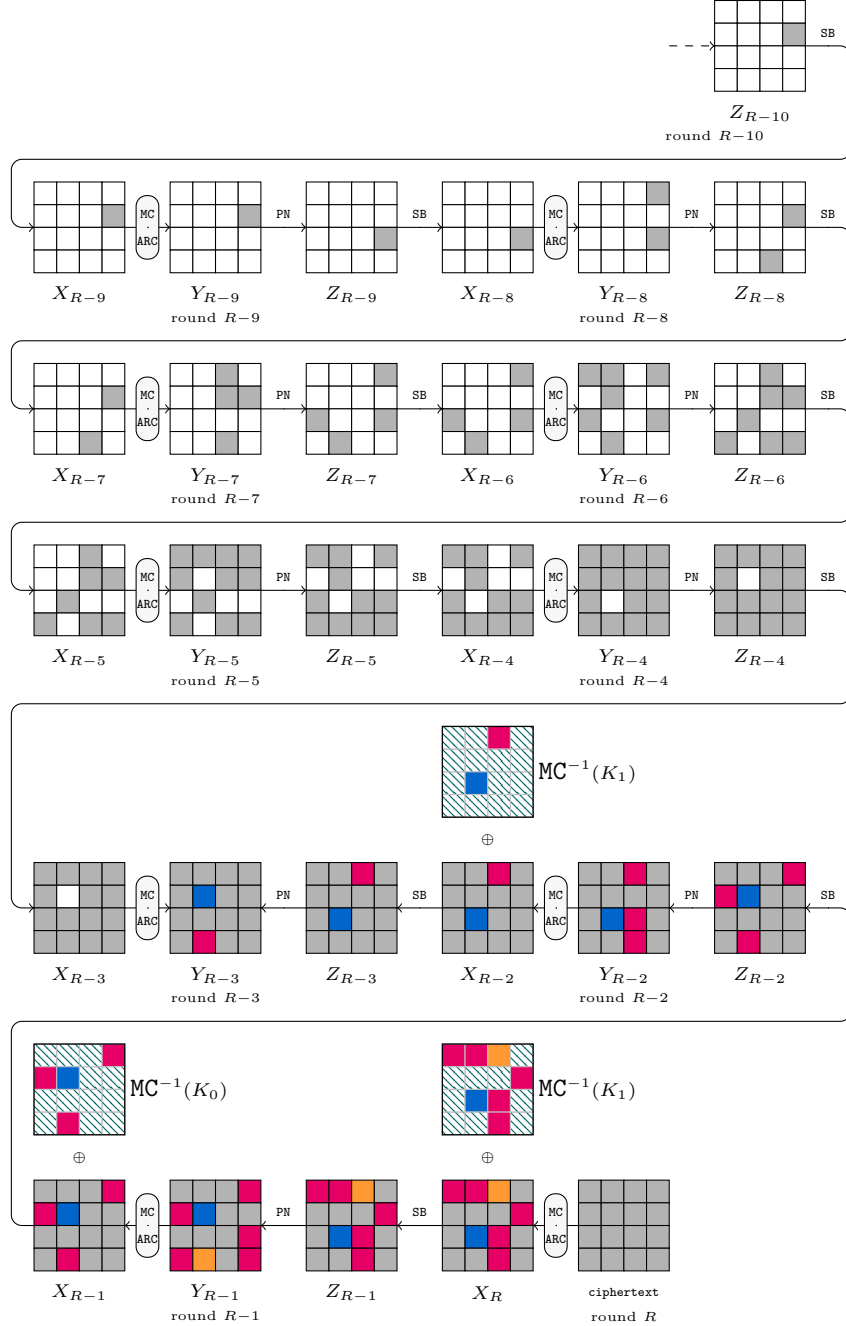 SB
Z_{R−10}
round R−10
MC · ARC PN SB MC · ARC PN SB
X_{R−9} Y_{R−9} Z_{R−9} X_{R−8} Y_{R−8} Z_{R−8}
round R−9 round R−8
MC · ARC PN SB MC · ARC PN SB
X_{R−7} Y_{R−7} Z_{R−7} X_{R−6} Y_{R−6} Z_{R−6}
round R−7 round R−6
MC · ARC PN SB MC · ARC PN SB
X_{R−5} Y_{R−5} Z_{R−5} X_{R−4} Y_{R−4} Z_{R−4}
round R−5 round R−4
MC^{−1}(K_1)
⊕
MC · ARC PN SB MC · ARC PN SB
X_{R−3} Y_{R−3} Z_{R−3} X_{R−2} Y_{R−2} Z_{R−2}
round R−3 round R−2
MC^{−1}(K_0) MC^{−1}(K_1)
⊕ ⊕
MC · ARC PN SB MC · ARC
X_{R−1} Y_{R−1} Z_{R−1} X_R ciphertext
round R−1 round R